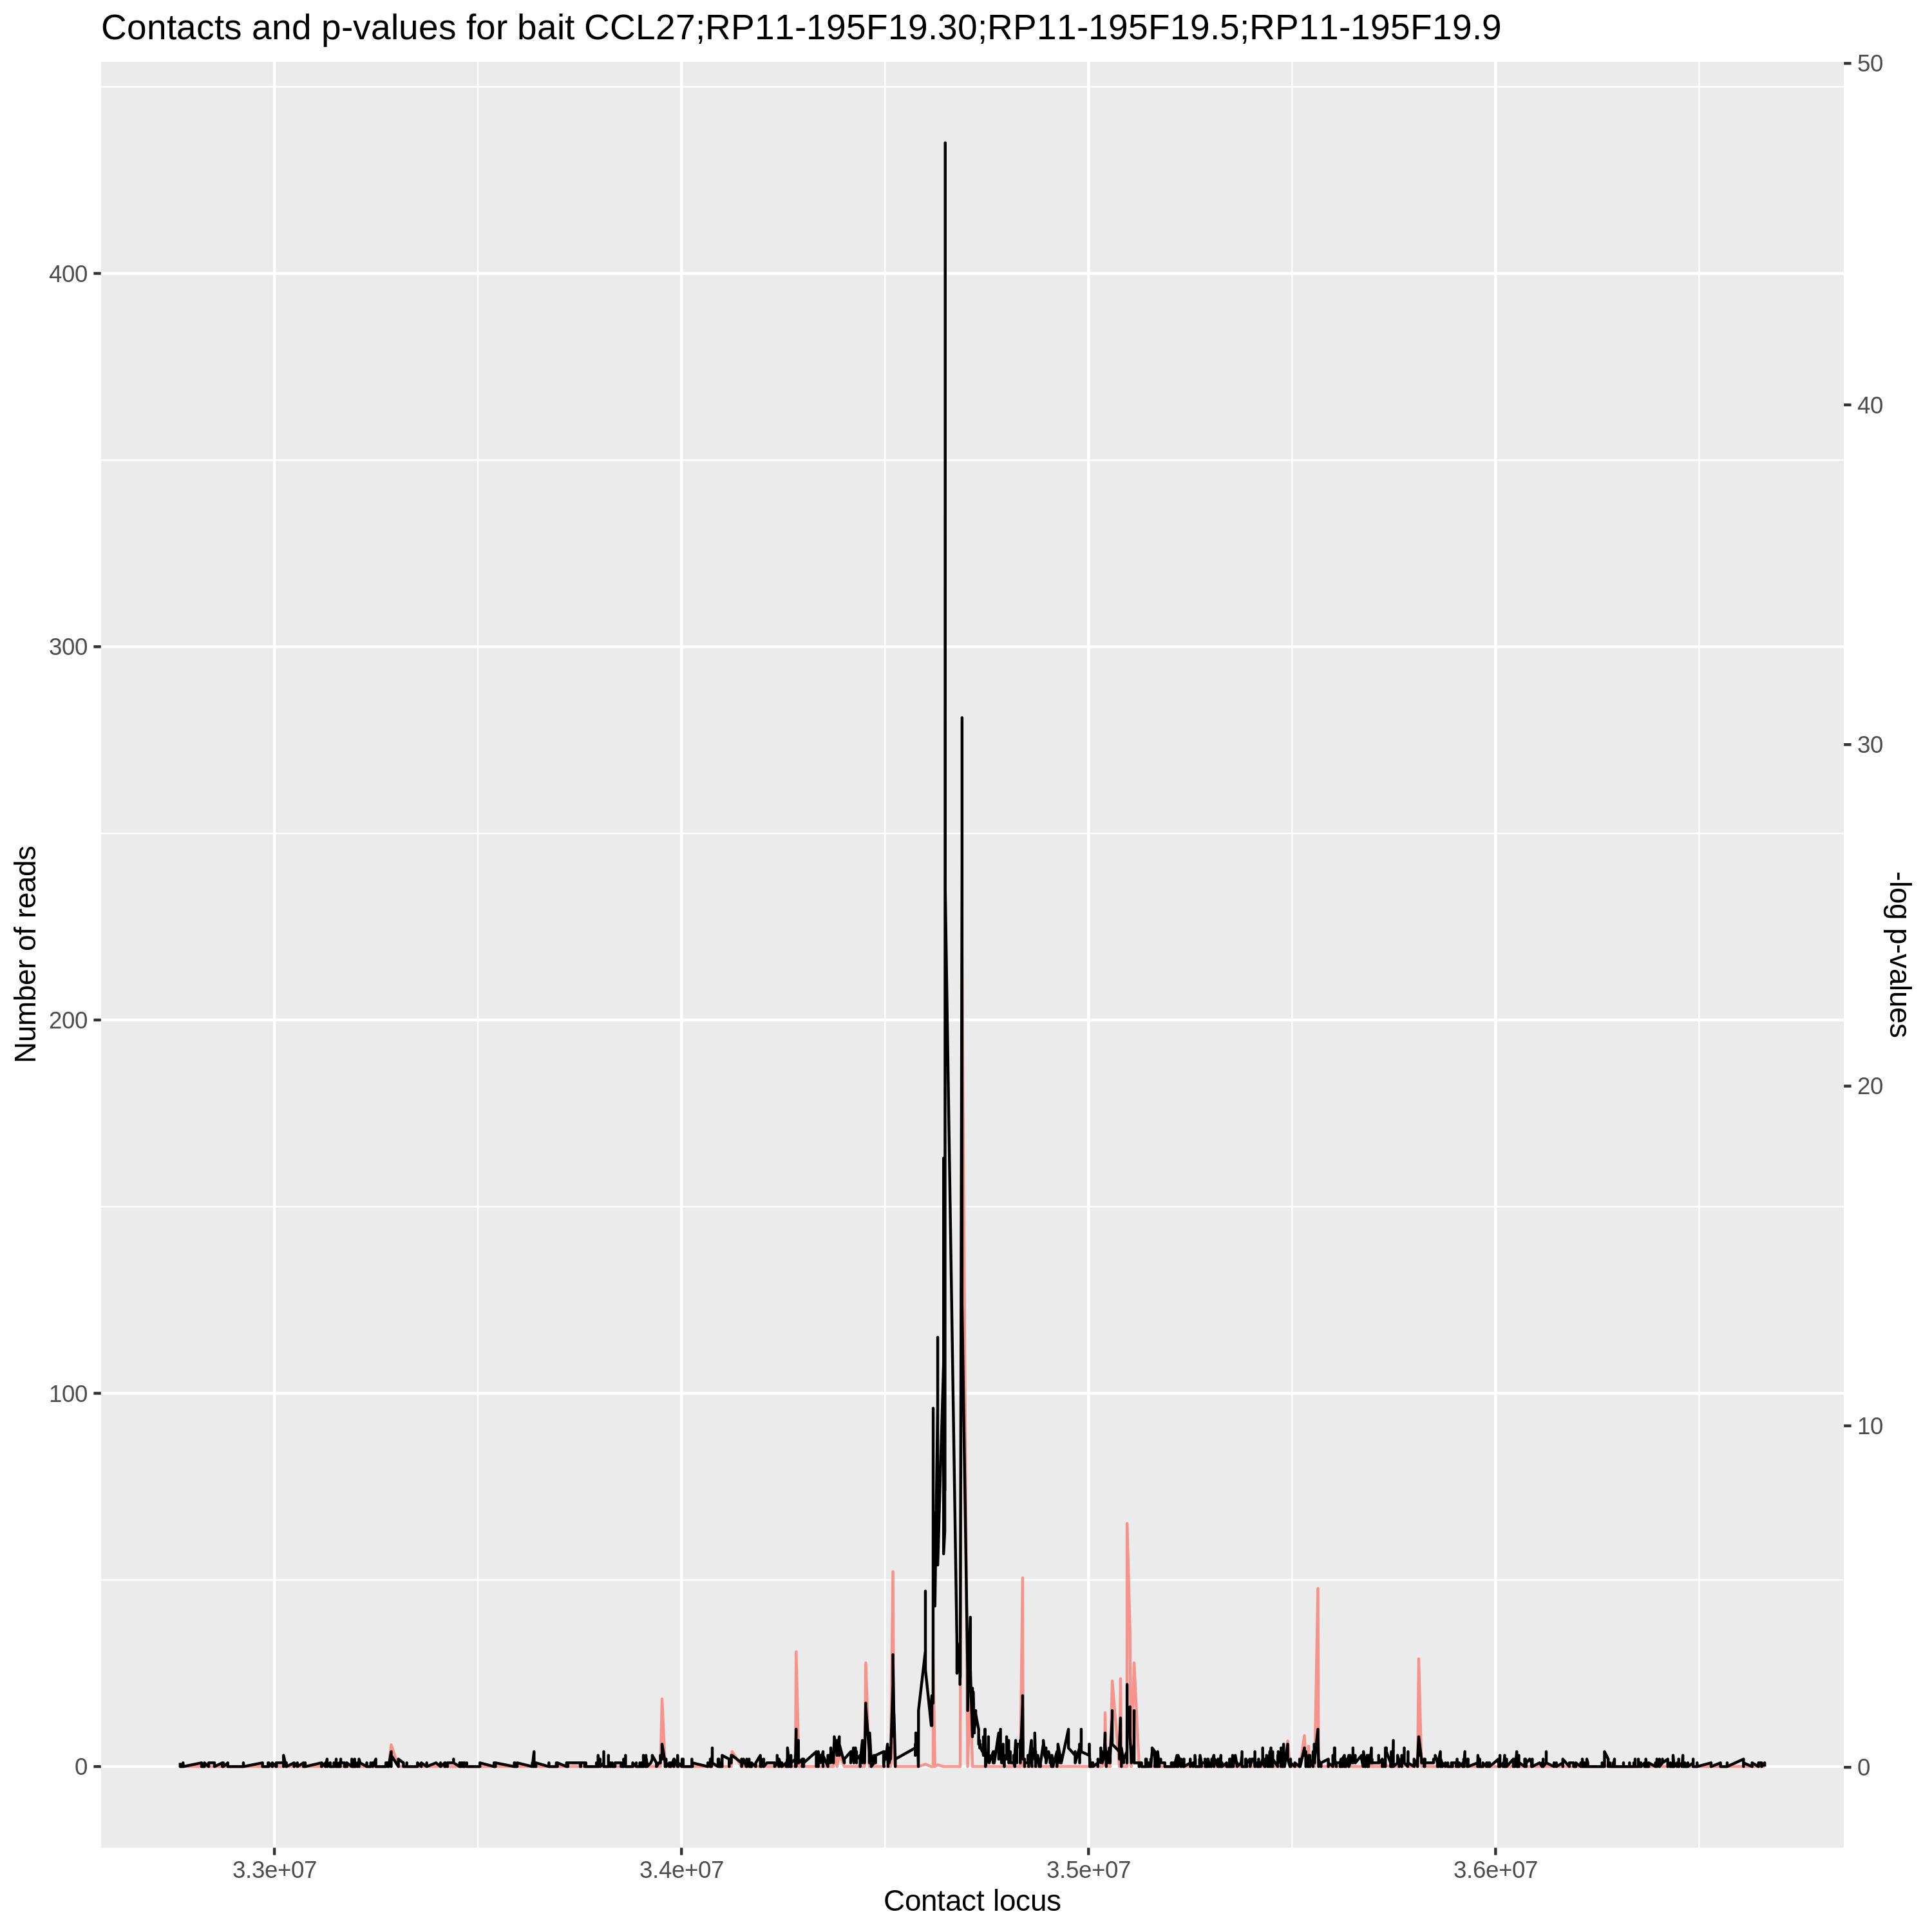 Contacts and p-values for bait CCL27;RP11-195F19.30;RP11-195F19.5;RP11-195F19.9
50
400
40
300
30
Number of reads
-log p-values
200
20
100
10
0
0
3.3e+07
3.4e+07
3.5e+07
3.6e+07
Contact locus